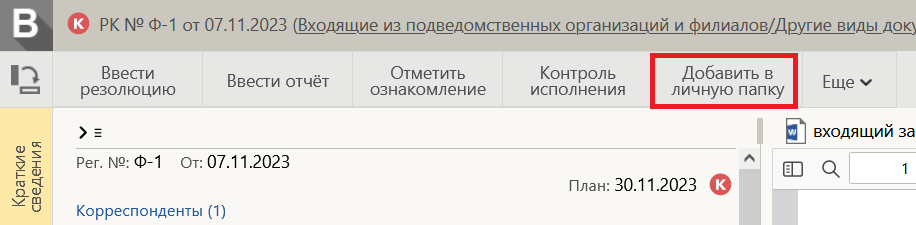 B
К РК № Ф-1 от 07.11.2023 (Входящие из подведомственных организаций и филиалов/Другие виды
Ввести
резолюцию
Ввести отчёт
Отметить
ознакомление
Контроль
исполнения
Добавить в
личную папку
Еще
Краткие
сведения
входящий
Рег. №: Ф-1 От: 07.11.2023
1
План: 30.11.2023 К
Корреспонденты (1)